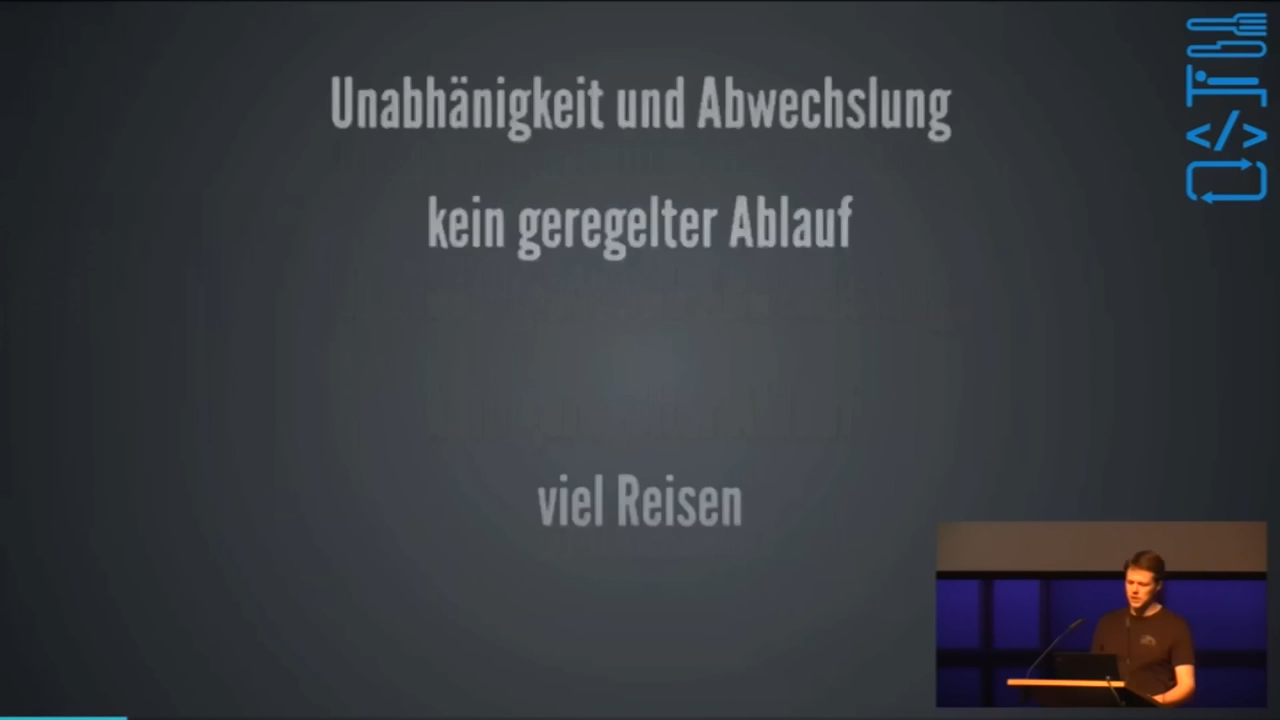 Unabhänigkeit und Abwechslung
kein geregelter Ablauf
viel Reisen